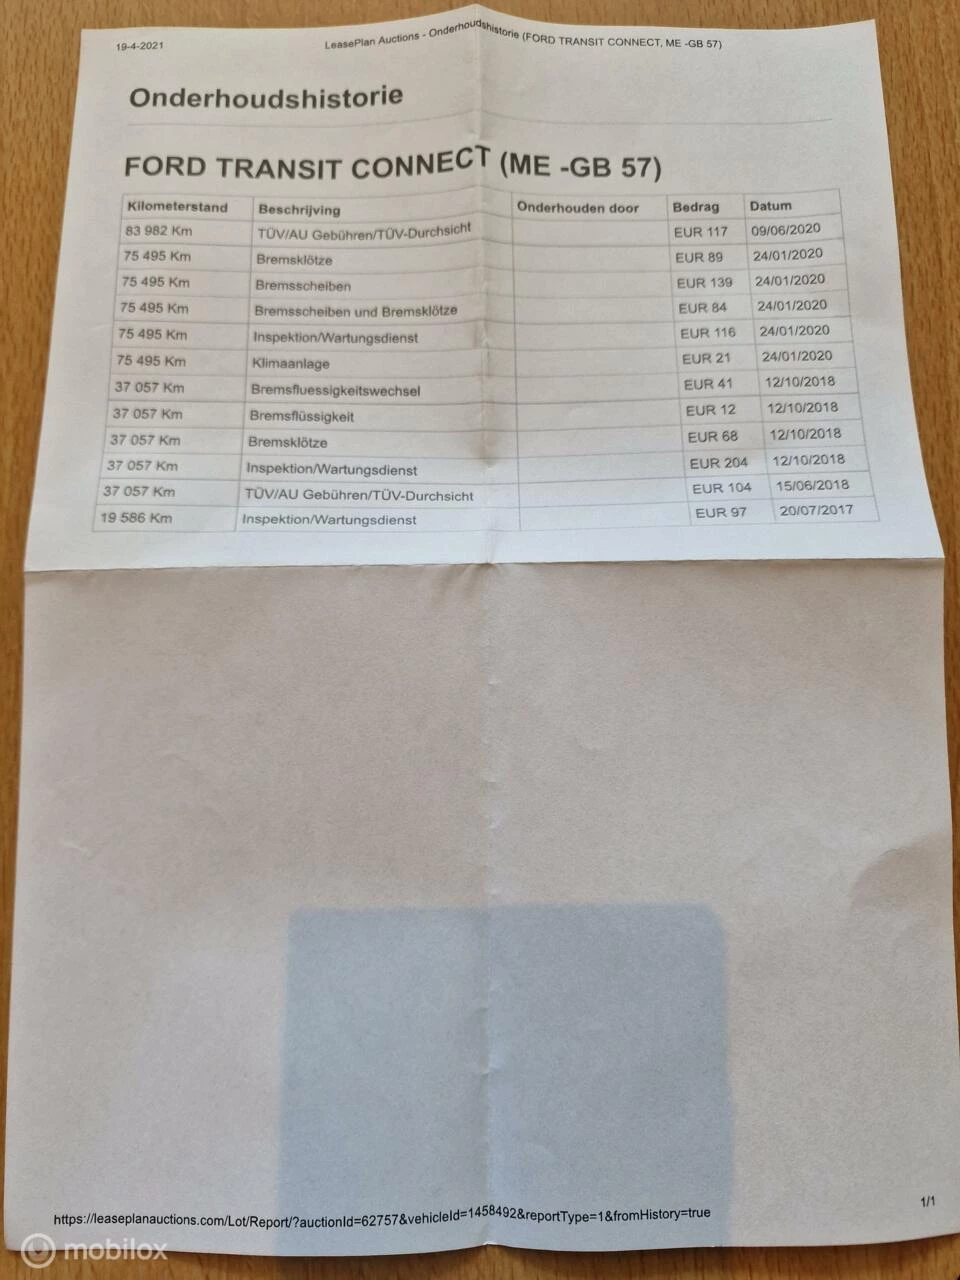 19-4-2021 LeasePlan Auctions - Onderhoudshistorie (FORD TRANSIT CONNECT, ME -GB 57)
Onderhoudshistorie
FORD TRANSIT CONNECT (ME -GB 57)
Kilometerstand Beschrijving Onderhouden door Bedrag Datum
83 982 Km TÜV/AU Gebühren/TÜV-Durchsicht EUR 117 09/06/2020
75 495 Km Bremsklötze EUR 89 24/01/2020
75 495 Km Bremsscheiben EUR 139 24/01/2020
75 495 Km Bremsscheiben und Bremsklötze EUR 84 24/01/2020
75 495 Km Inspektion/Wartungsdienst EUR 116 24/01/2020
75 495 Km Klimaanlage EUR 21 24/01/2020
37 057 Km Bremsfluessigkeitswechsel EUR 41 12/10/2018
37 057 Km Bremsflüssigkeit EUR 12 12/10/2018
37 057 Km Bremsklötze EUR 68 12/10/2018
37 057 Km Inspektion/Wartungsdienst EUR 204 12/10/2018
37 057 Km TÜV/AU Gebühren/TÜV-Durchsicht EUR 104 15/06/2018
19 586 Km Inspektion/Wartungsdienst EUR 97 20/07/2017
https://leaseplanauctions.com/Lot/Report/?auctionId=62757&vehicleId=1458492&reportType=1&fromHistory=true 1/1
mobilox